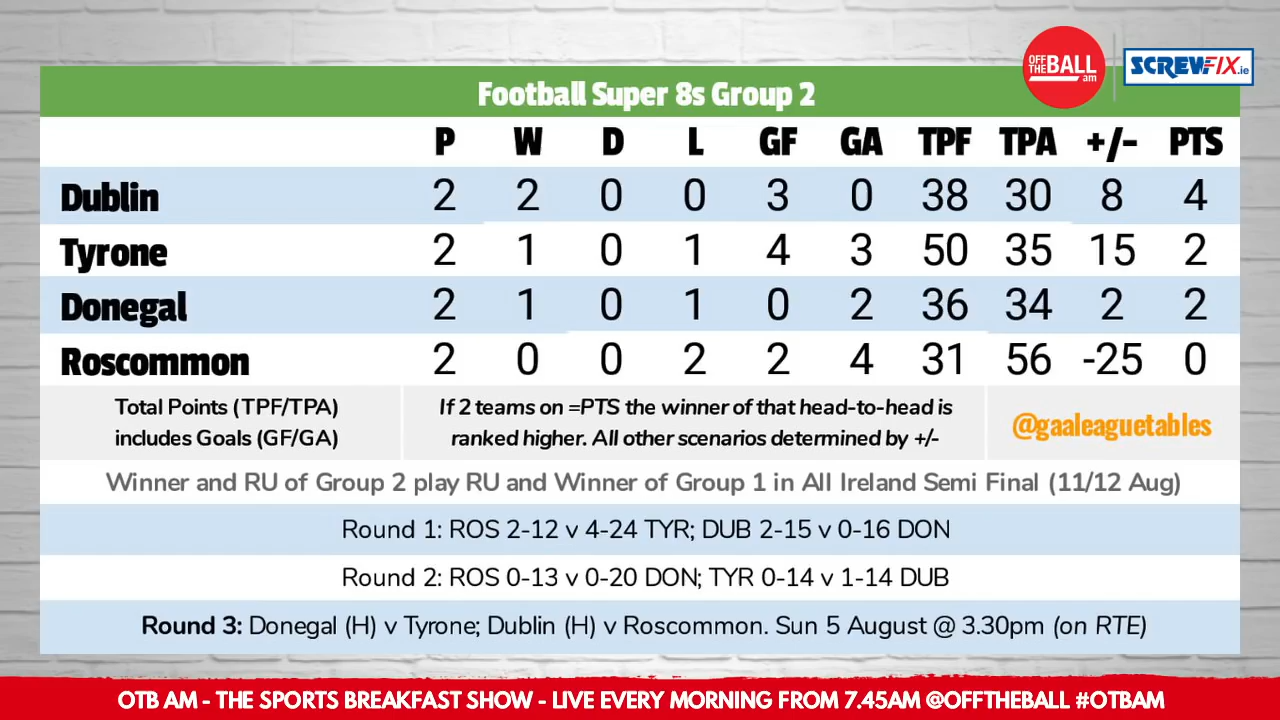 OFF
THE BALL
am
SCREWFIX.ie
Football Super 8s Group 2
P W D L GF GA TPF TPA +/- PTS
Dublin 2 2 0 0 3 0 38 30 8 4
Tyrone 2 1 0 1 4 3 50 35 15 2
Donegal 2 1 0 1 0 2 36 34 2 2
Roscommon 2 0 0 2 2 4 31 56 -25 0
Total Points (TPF/TPA)
includes Goals (GF/GA)
If 2 teams on =PTS the winner of that head-to-head is
ranked higher. All other scenarios determined by +/-
@gaaleaguetables
Winner and RU of Group 2 play RU and Winner of Group 1 in All Ireland Semi Final (11/12 Aug)
Round 1: ROS 2-12 v 4-24 TYR; DUB 2-15 v 0-16 DON
Round 2: ROS 0-13 v 0-20 DON; TYR 0-14 v 1-14 DUB
Round 3: Donegal (H) v Tyrone; Dublin (H) v Roscommon. Sun 5 August @ 3.30pm (on RTE)
OTB AM - THE SPORTS BREAKFAST SHOW - LIVE EVERY MORNING FROM 7.45AM @OFFTHEBALL #OTBAM